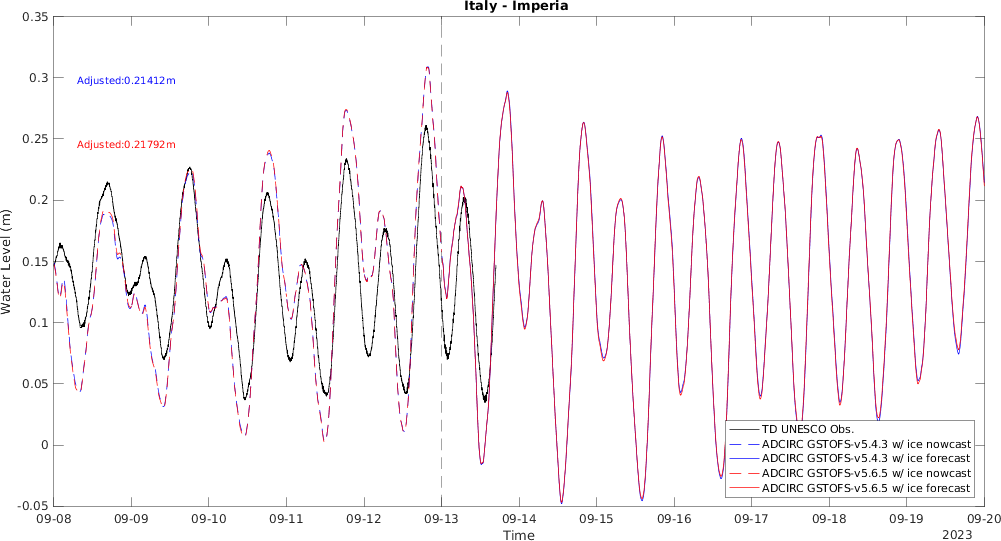 Italy - Imperia
0.35
0.3
0.25
0.2
0.15
0.1
0.05
0
-0.05
Water Level (m)
Adjusted:0.21412m
Adjusted:0.21792m
TD UNESCO Obs.
ADCIRC GSTOFS-v5.4.3 w/ ice nowcast
ADCIRC GSTOFS-v5.4.3 w/ ice forecast
ADCIRC GSTOFS-v5.6.5 w/ ice nowcast
ADCIRC GSTOFS-v5.6.5 w/ ice forecast
09-08 09-09 09-10 09-11 09-12 09-13 09-14 09-15 09-16 09-17 09-18 09-19 09-20
Time
2023